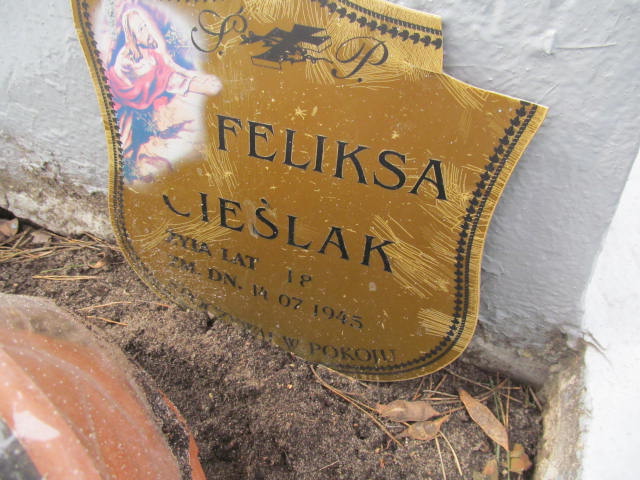 S P
FELIKSA
CIEŚLAK
ŻYŁA LAT 18
ZM. DN. 14 07 1945
W POKOJU